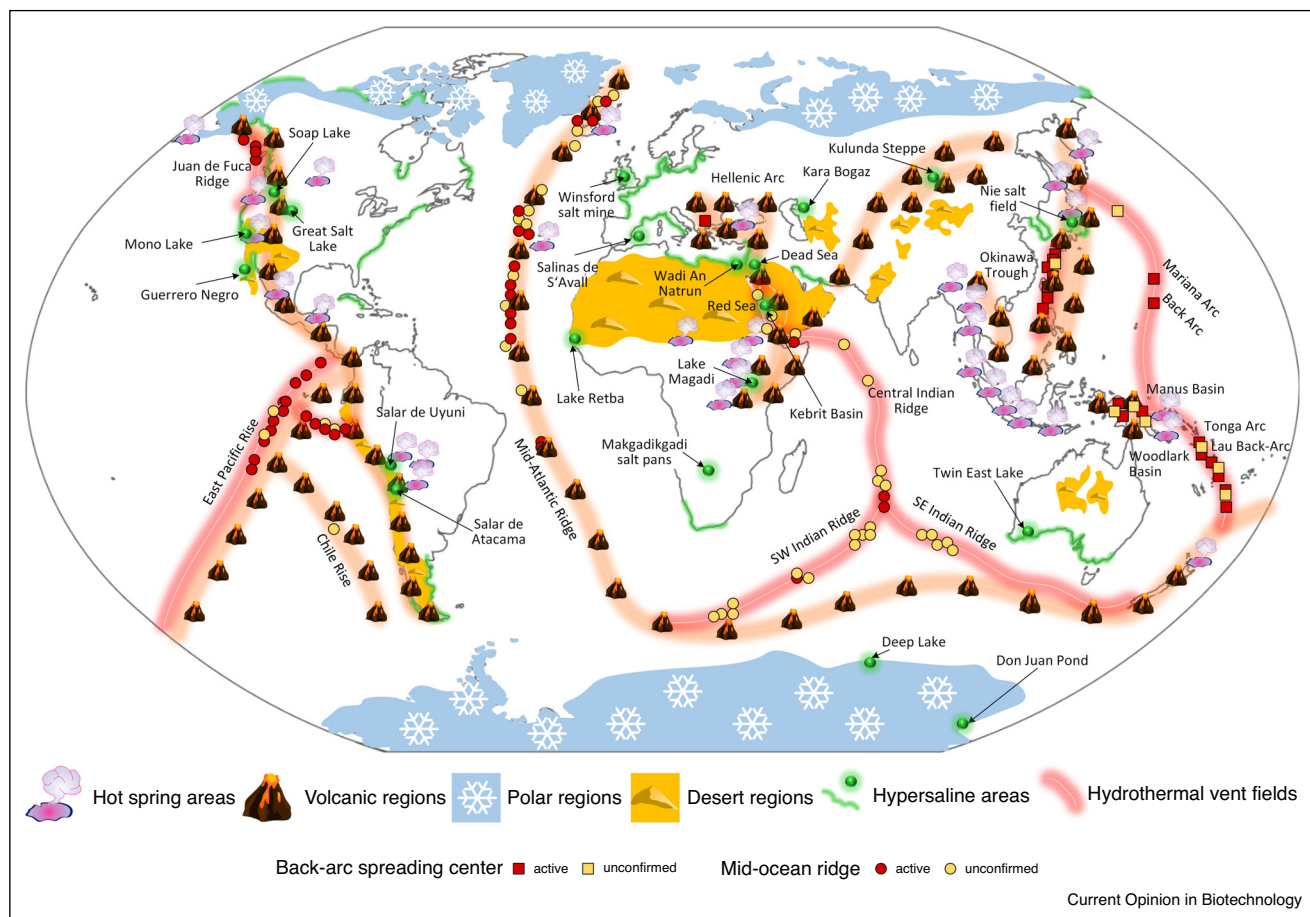 Soap Lake
Juan de Fuca
Ridge
Great Salt
Lake
Mono Lake
Guerrero Negro
Winsford
salt mine
Hellenic Arc
Kara Bogaz
Kulunda Steppe
Nie salt
field
Salinas de
S'Avall
Wadi An
Natrun
Dead Sea
Red Sea
Okinawa
Trough
Mariana Arc
Back Arc
Lake Retba
Lake
Magadi
Kebrit Basin
Central Indian
Ridge
Manus Basin
Tonga Arc
Lau Back-Arc
Woodlark
Basin
Salar de Uyuni
East Pacific Rise
Mid-Atlantic Ridge
Makgadikgadi
salt pans
Twin East Lake
Salar de
Atacama
Chile Rise
SW Indian Ridge
SE Indian Ridge
Deep Lake
Don Juan Pond
Hot spring areas
Volcanic regions
Polar regions
Desert regions
Hypersaline areas
Hydrothermal vent fields
Back-arc spreading center
active
unconfirmed
Mid-ocean ridge
active
unconfirmed
Current Opinion in Biotechnology